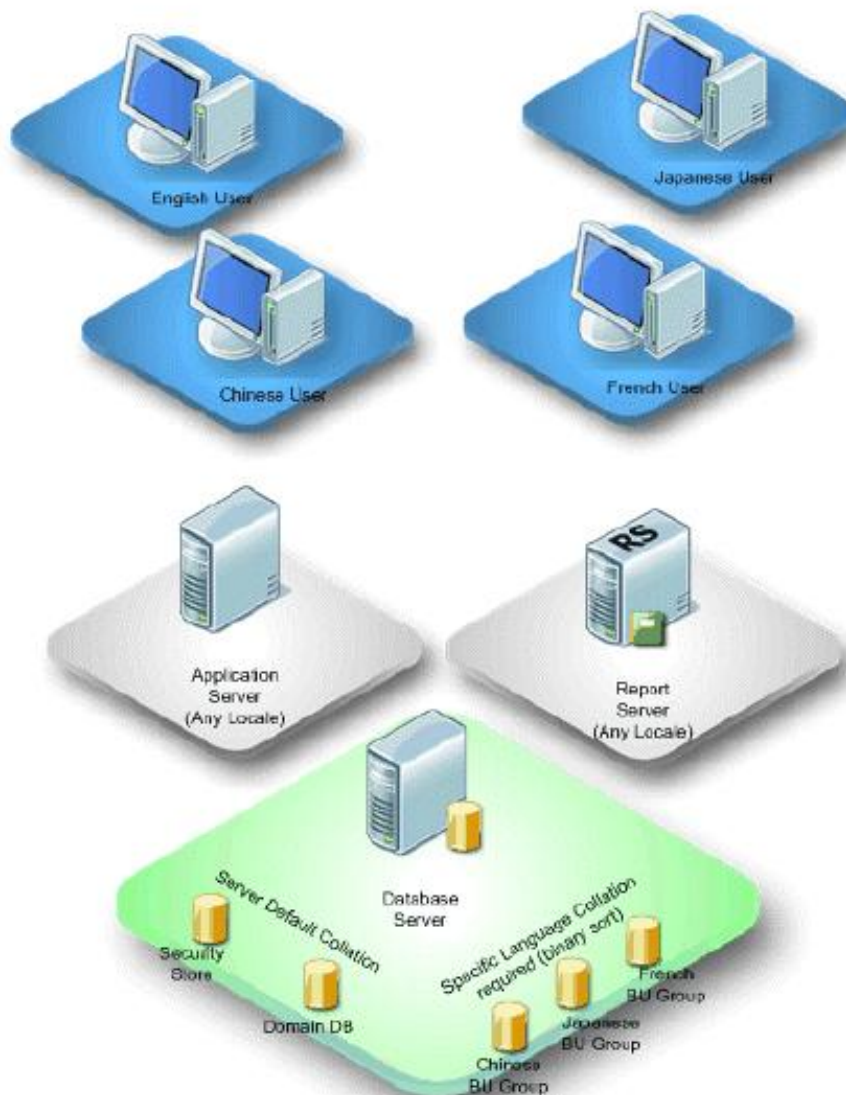 English User
Japanese User
Chinese User
French User
RS
Application
Server
(Any Locale)
Report
Server
(Any Locale)
Database
Server
Server Default Collation
Specific Language Collation
required (binary sort)
Security
Store
Domain DB
French
BU Group
Japanese
BU Group
Chinese
BU Group